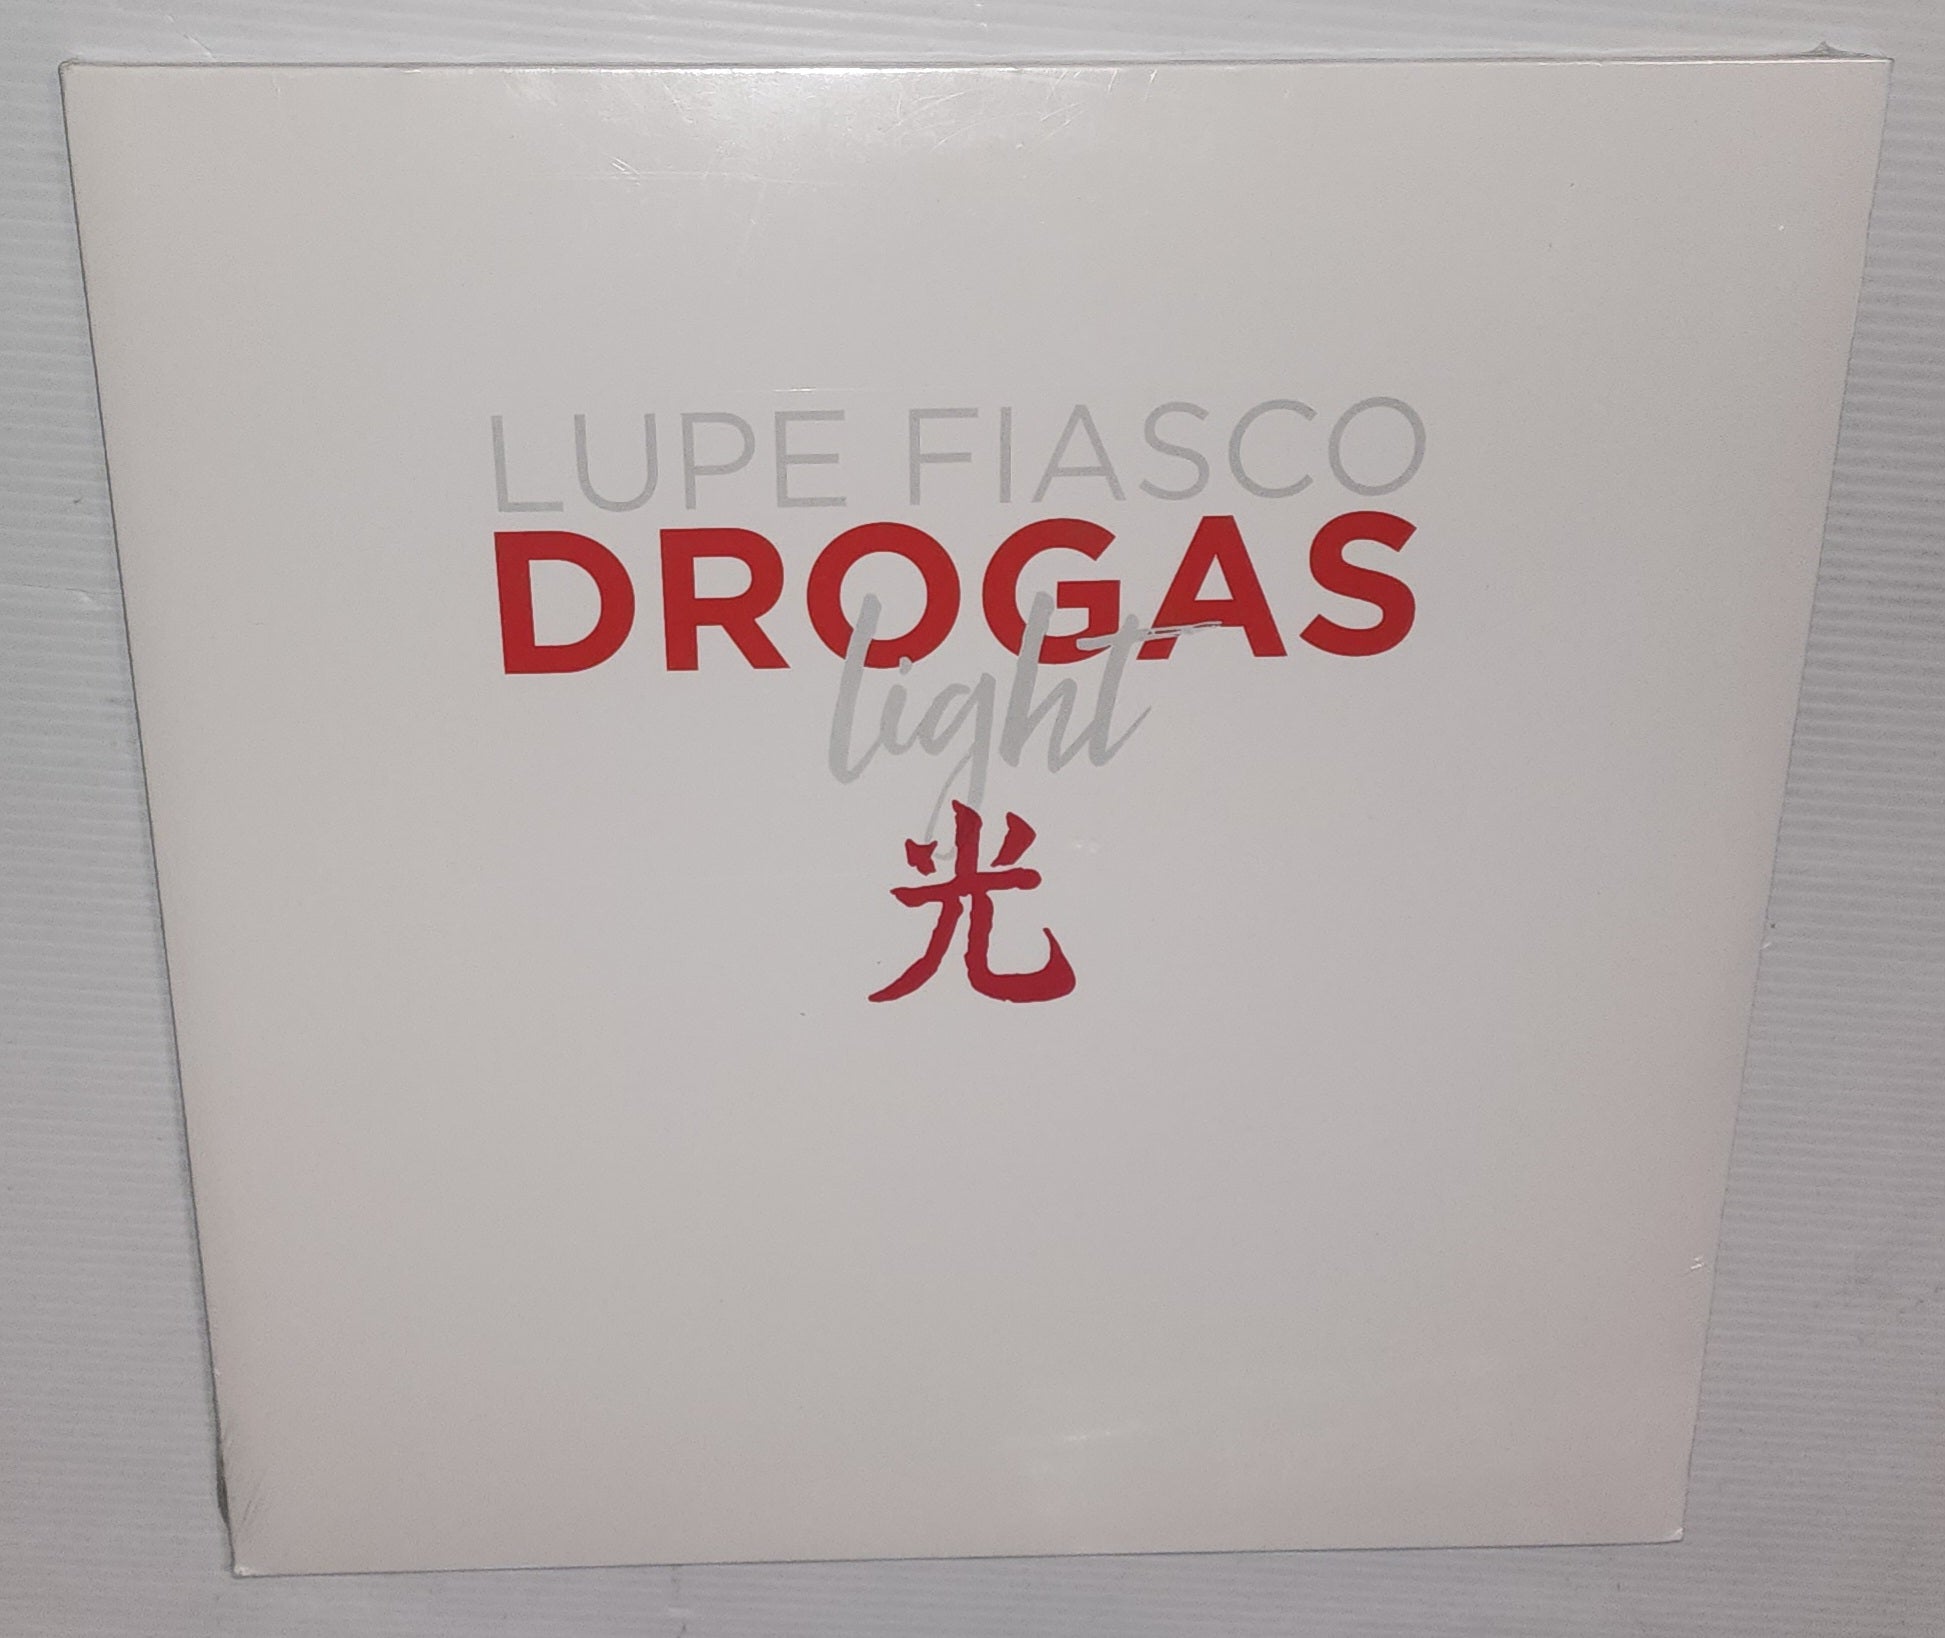 LUPE FIASCO
DROGAS
light
光